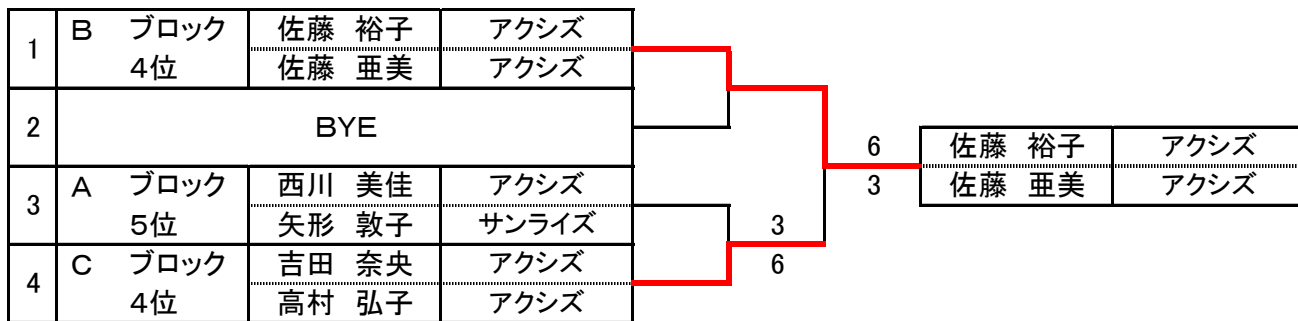 1 Ｂ ブロック 佐藤 裕子 アクシズ
4位 佐藤 亜美 アクシズ
2 ＢＹＥ
6 佐藤 裕子 アクシズ
3 佐藤 亜美 アクシズ
3 Ａ ブロック 西川 美佳 アクシズ
5位 矢形 敦子 サンライズ
3
6
4 Ｃ ブロック 吉田 奈央 アクシズ
4位 高村 弘子 アクシズ